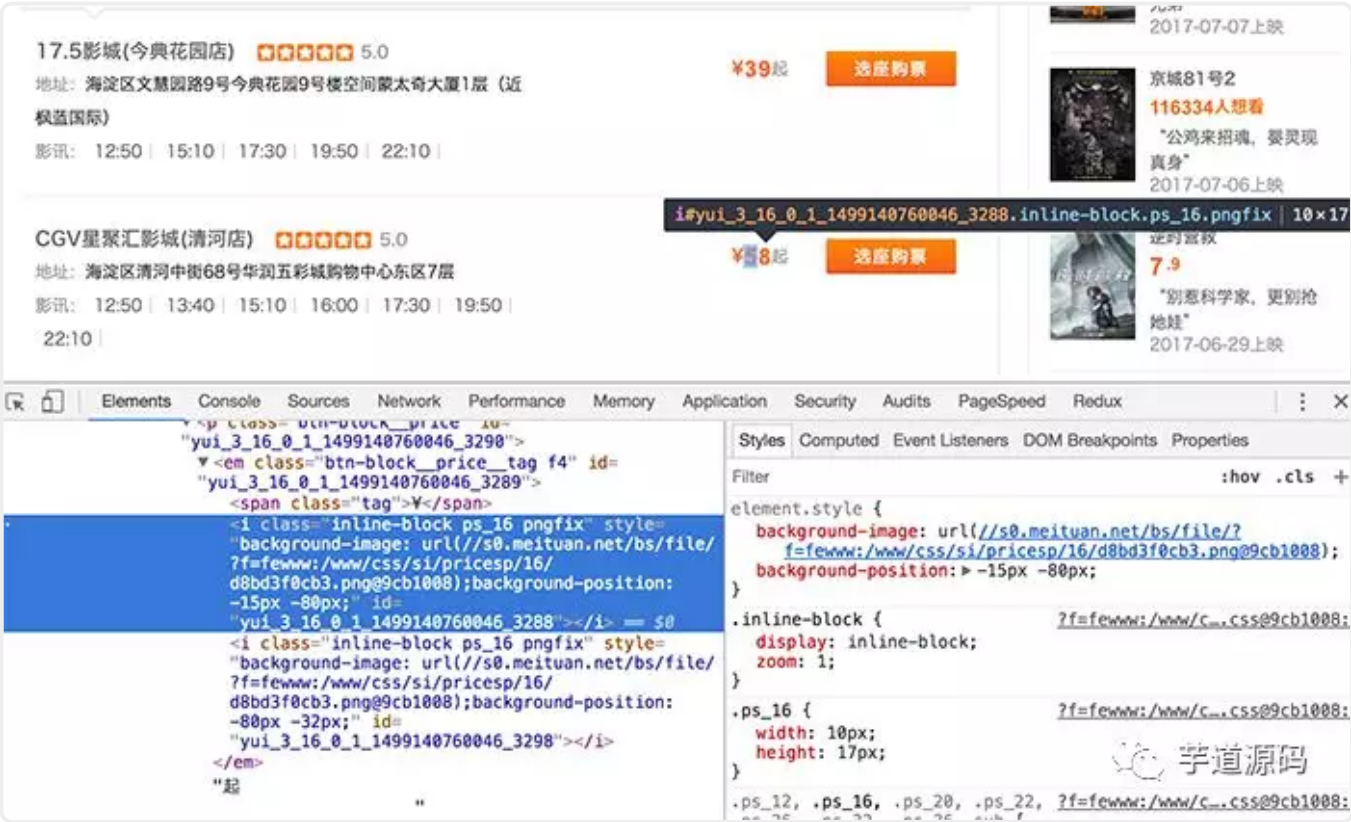 17.5影城(今典花园店) 5.0
地址: 海淀区文慧园路9号今典花园9号楼空间蒙太奇大厦1层（近
枫蓝国际)
影讯: 12:50 15:10 17:30 19:50 22:10
¥39起 选座购票
CGV星聚汇影城(清河店) 5.0
地址: 海淀区清河中街68号华润五彩城购物中心东区7层
影讯: 12:50 13:40 15:10 16:00 17:30 19:50
22:10
¥58起 选座购票
i#yui_3_16_0_1_1499140760046_3288.inline-block.ps_16.pngfix 10×17
2017-07-07上映
京城81号2
116334人想看
"公鸡来招魂，婴灵现
真身"
2017-07-06上映
逆时营救
7.9
"别惹科学家，更别抢
她娃"
2017-06-29上映
Elements Console Sources Network Performance Memory Application Security Audits PageSpeed Redux
<p class="btn-block__price" id=
"yui_3_16_0_1_1499140760046_3290">
<em class="btn-block__price__tag f4" id=
"yui_3_16_0_1_1499140760046_3289">
<span class="tag">¥</span>
<i class="inline-block ps_16 pngfix" style=
"background-image: url(//s0.meituan.net/bs/file/
?f=fewww:/www/css/si/pricesp/16/
d8bd3f0cb3.png@9cb1008);background-position:
-15px -80px;" id=
"yui_3_16_0_1_1499140760046_3288"></i> == $0
<i class="inline-block ps_16 pngfix" style=
"background-image: url(//s0.meituan.net/bs/file/
?f=fewww:/www/css/si/pricesp/16/
d8bd3f0cb3.png@9cb1008);background-position:
-80px -32px;" id=
"yui_3_16_0_1_1499140760046_3298"></i>
</em>
"起
"
Styles Computed Event Listeners DOM Breakpoints Properties
Filter :hov .cls +
element.style {
background-image: url(//s0.meituan.net/bs/file/?
f=fewww:/www/css/si/pricesp/16/d8bd3f0cb3.png@9cb1008);
background-position: -15px -80px;
}
.inline-block { ?f=fewww:/www/c….css@9cb1008:
display: inline-block;
zoom: 1;
}
.ps_16 { ?f=fewww:/www/c….css@9cb1008:
width: 10px;
height: 17px;
}
芋道源码
.ps_12, .ps_16, .ps_20, .ps_22, ?f=fewww:/www/c….css@9cb1008: